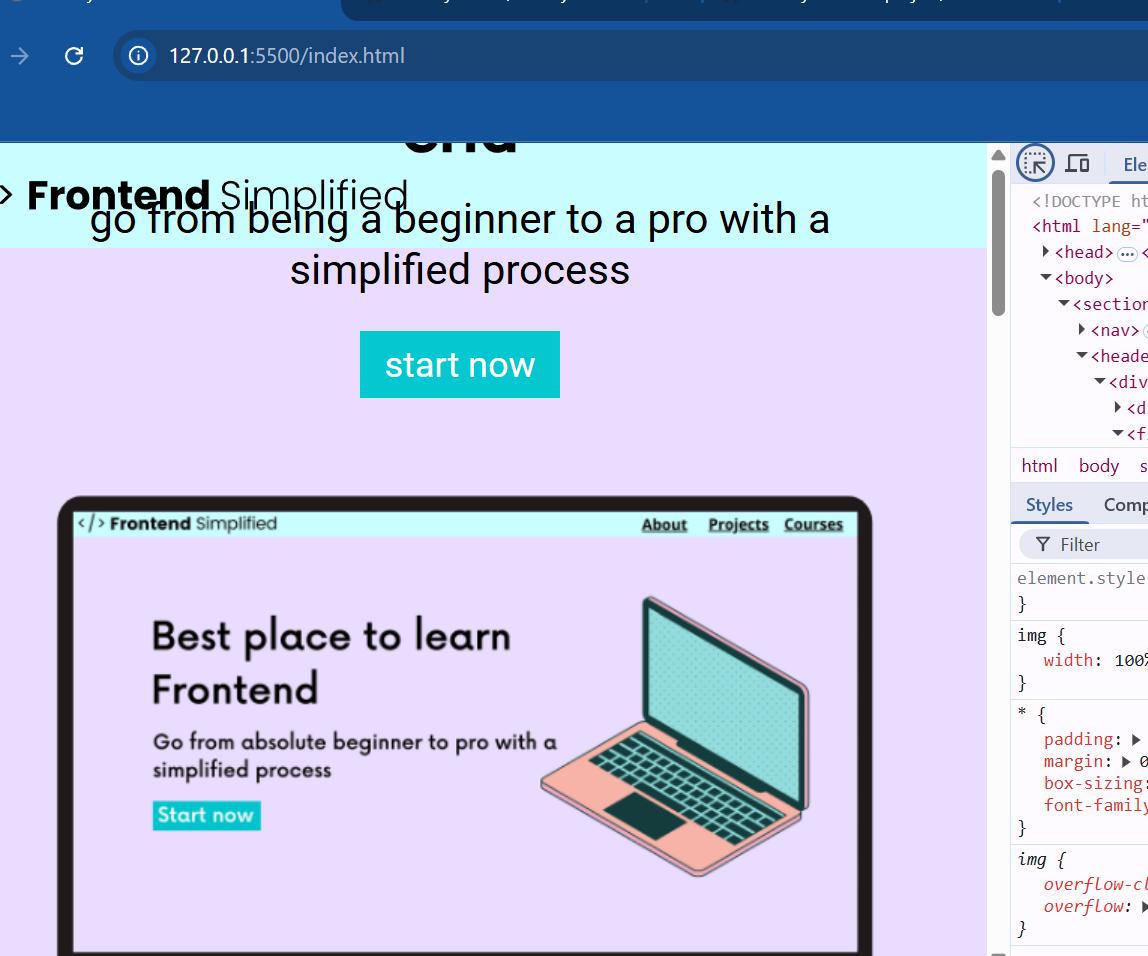 127.0.0.1:5500/index.html
end
> Frontend Simplified
go from being a beginner to a pro with a
simplified process
start now
</> Frontend Simplified
About Projects Courses
Best place to learn
Frontend
Go from absolute beginner to pro with a
simplified process
Start now
Ele
<!DOCTYPE ht
<html lang="
<head> ••• <
<body>
<section
<nav>
<heade
<div
<d
<f
html body s
Styles Comp
Filter
element.style
}
img {
width: 100%
}
* {
padding:
margin: 0
box-sizing:
font-family
}
img {
overflow-cl
overflow:
}